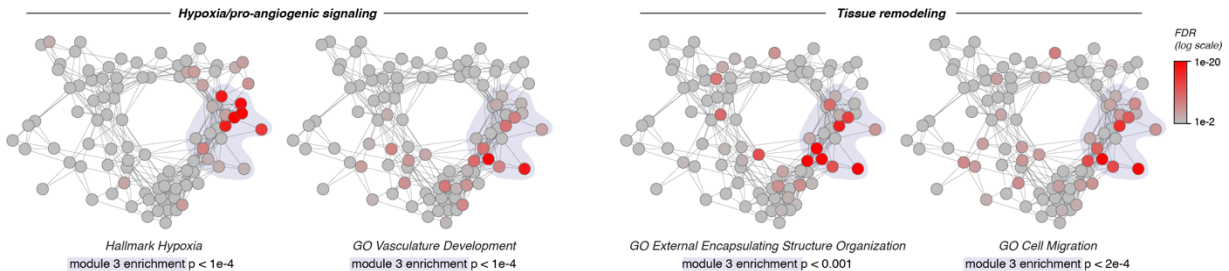 Hypoxia/pro-angiogenic signaling
Tissue remodeling
FDR
(log scale)
1e-20
1e-2
Hallmark Hypoxia
module 3 enrichment p < 1e-4
GO Vasculature Development
module 3 enrichment p < 1e-4
GO External Encapsulating Structure Organization
module 3 enrichment p < 0.001
GO Cell Migration
module 3 enrichment p < 2e-4